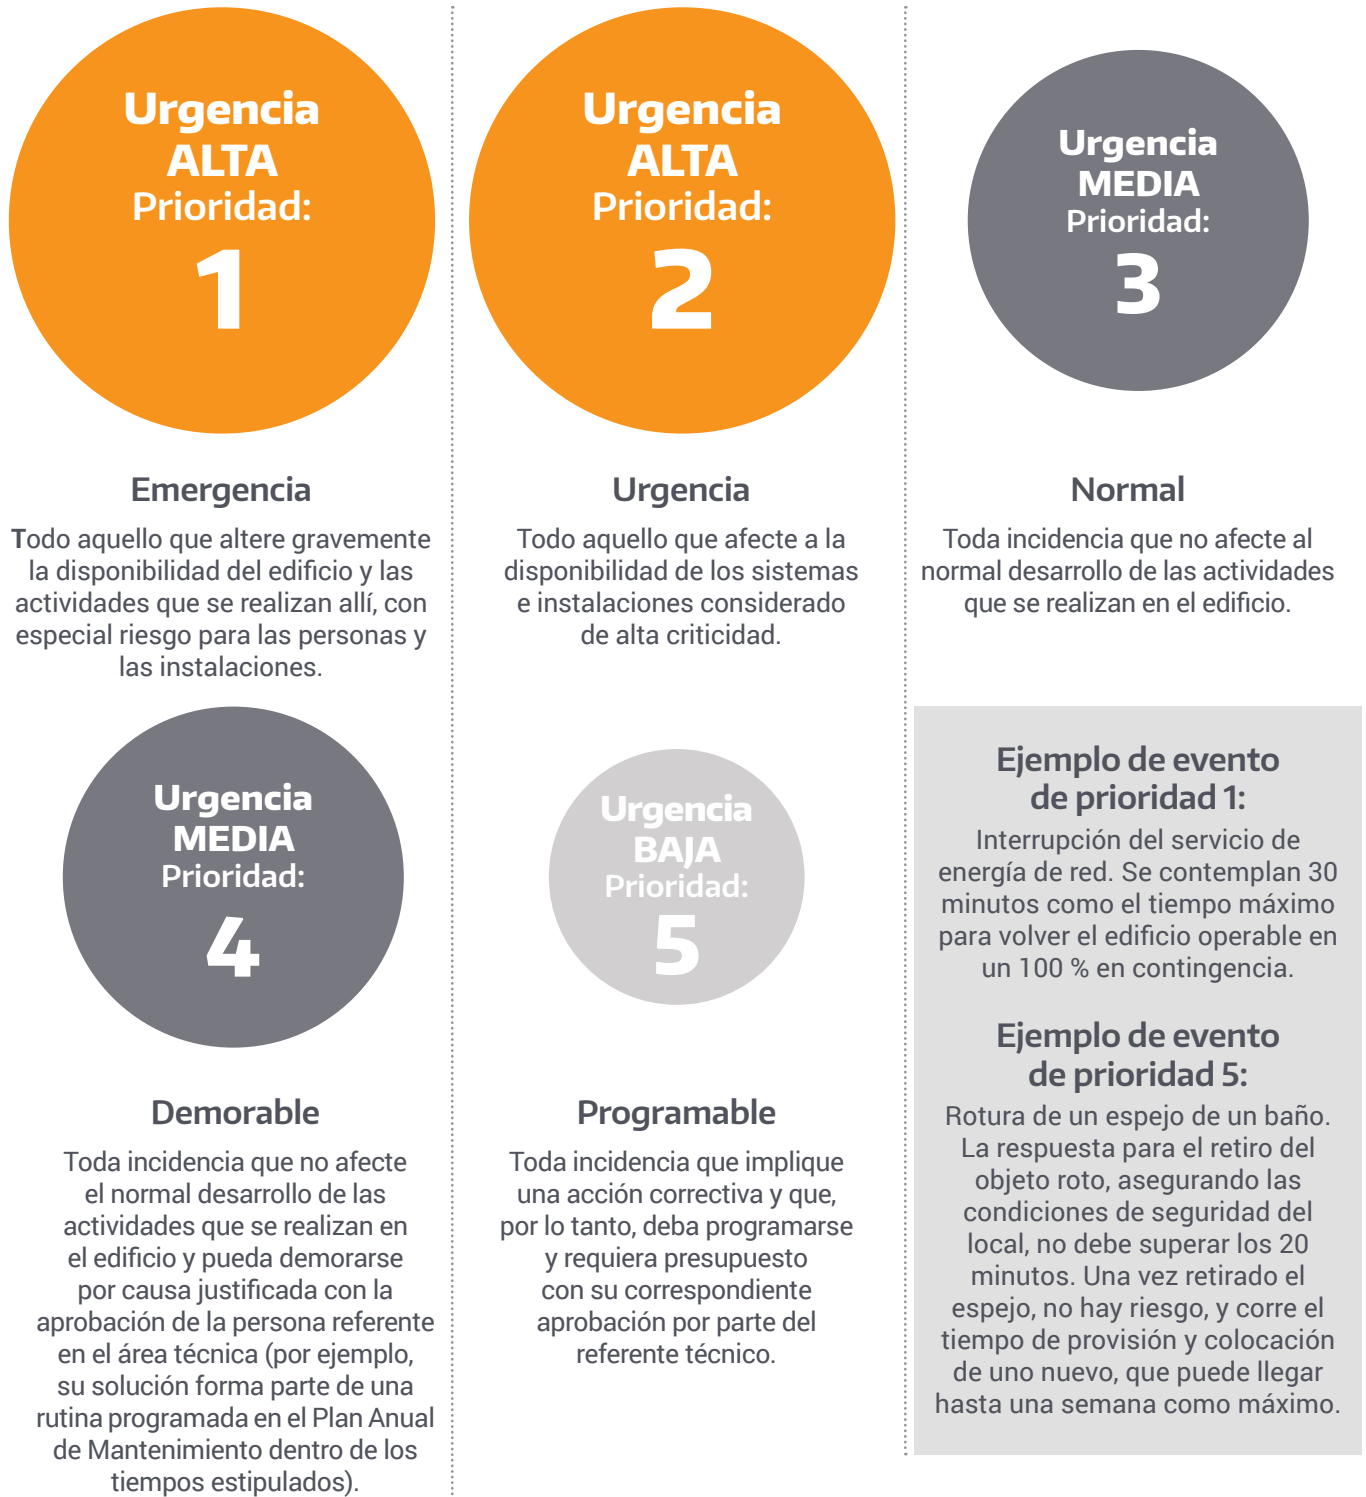 Urgencia
ALTA
Prioridad:
1
Emergencia
Todo aquello que altere gravemente
la disponibilidad del edificio y las
actividades que se realizan allí, con
especial riesgo para las personas y
las instalaciones.
Urgencia
ALTA
Prioridad:
2
Urgencia
Todo aquello que afecte a la
disponibilidad de los sistemas
e instalaciones considerado
de alta criticidad.
Urgencia
MEDIA
Prioridad:
3
Normal
Toda incidencia que no afecte al
normal desarrollo de las actividades
que se realizan en el edificio.
Urgencia
MEDIA
Prioridad:
4
Demorable
Toda incidencia que no afecte
el normal desarrollo de las
actividades que se realizan en
el edificio y pueda demorarse
por causa justificada con la
aprobación de la persona referente
en el área técnica (por ejemplo,
su solución forma parte de una
rutina programada en el Plan Anual
de Mantenimiento dentro de los
tiempos estipulados).
Urgencia
BAJA
Prioridad:
5
Programable
Toda incidencia que implique
una acción correctiva y que,
por lo tanto, deba programarse
y requiera presupuesto
con su correspondiente
aprobación por parte del
referente técnico.
Ejemplo de evento
de prioridad 1:
Interrupción del servicio de
energía de red. Se contemplan 30
minutos como el tiempo máximo
para volver el edificio operable en
un 100 % en contingencia.
Ejemplo de evento
de prioridad 5:
Rotura de un espejo de un baño.
La respuesta para el retiro del
objeto roto, asegurando las
condiciones de seguridad del
local, no debe superar los 20
minutos. Una vez retirado el
espejo, no hay riesgo, y corre el
tiempo de provisión y colocación
de uno nuevo, que puede llegar
hasta una semana como máximo.